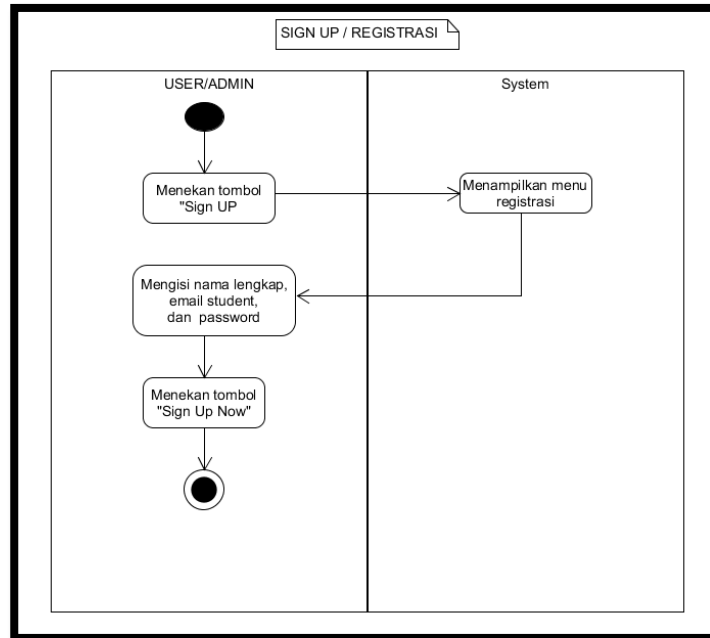 SIGN UP / REGISTRASI
USER/ADMIN
System
Menekan tombol
"Sign UP
Menampilkan menu
registrasi
Mengisi nama lengkap,
email student,
dan password
Menekan tombol
"Sign Up Now"